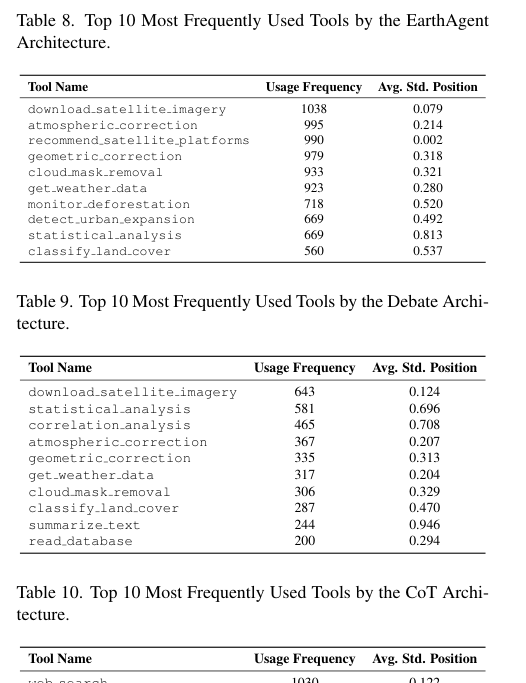 Table 8. Top 10 Most Frequently Used Tools by the EarthAgent
Architecture.
Tool Name Usage Frequency Avg. Std. Position
download_satellite_imagery 1038 0.079
atmospheric_correction 995 0.214
recommend_satellite_platforms 990 0.002
geometric_correction 979 0.318
cloud_mask_removal 933 0.321
get_weather_data 923 0.280
monitor_deforestation 718 0.520
detect_urban_expansion 669 0.492
statistical_analysis 669 0.813
classify_land_cover 560 0.537
Table 9. Top 10 Most Frequently Used Tools by the Debate Archi-
tecture.
Tool Name Usage Frequency Avg. Std. Position
download_satellite_imagery 643 0.124
statistical_analysis 581 0.696
correlation_analysis 465 0.708
atmospheric_correction 367 0.207
geometric_correction 335 0.313
get_weather_data 317 0.204
cloud_mask_removal 306 0.329
classify_land_cover 287 0.470
summarize_text 244 0.946
read_database 200 0.294
Table 10. Top 10 Most Frequently Used Tools by the CoT Archi-
tecture.
Tool Name Usage Frequency Avg. Std. Position
web_search 1030 0.122